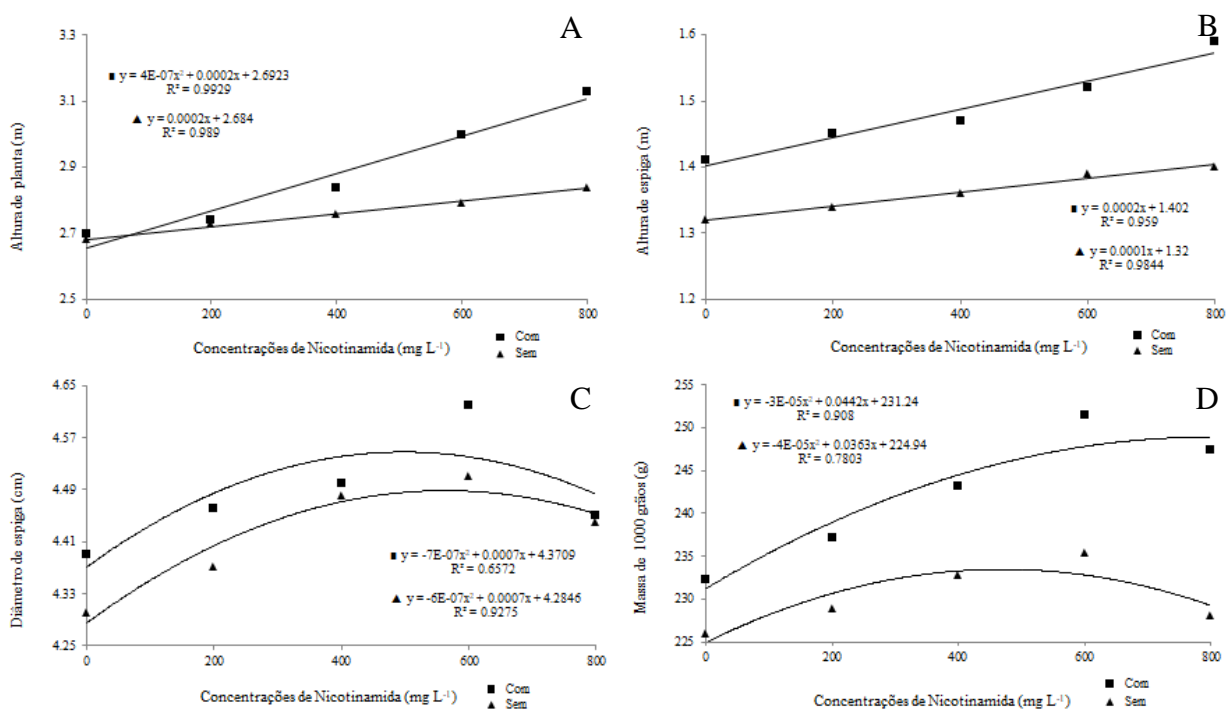 A
3.3
3.1
2.9
2.7
2.5
Altura de planta (m)
y = 4E-07x² + 0.0002x + 2.6923
R² = 0.9929
y = 0.0002x + 2.684
R² = 0.989
0 200 400 600 800
Concentrações de Nicotinamida (mg L⁻¹)
Com
Sem
B
1.6
1.5
1.4
1.3
1.2
Altura de espiga (m)
y = 0.0002x + 1.402
R² = 0.959
y = 0.0001x + 1.32
R² = 0.9844
0 200 400 600 800
Concentrações de Nicotinamida (mg L⁻¹)
Com
Sem
C
4.65
4.57
4.49
4.41
4.33
4.25
Diâmetro de espiga (cm)
y = -7E-07x² + 0.0007x + 4.3709
R² = 0.6572
y = -6E-07x² + 0.0007x + 4.2846
R² = 0.9275
0 200 400 600 800
Concentrações de Nicotinamida (mg L⁻¹)
Com
Sem
D
255
250
245
240
235
230
225
Massa de 1000 grãos (g)
y = -3E-05x² + 0.0442x + 231.24
R² = 0.908
y = -4E-05x² + 0.0363x + 224.94
R² = 0.7803
0 200 400 600 800
Concentrações de Nicotinamida (mg L⁻¹)
Com
Sem